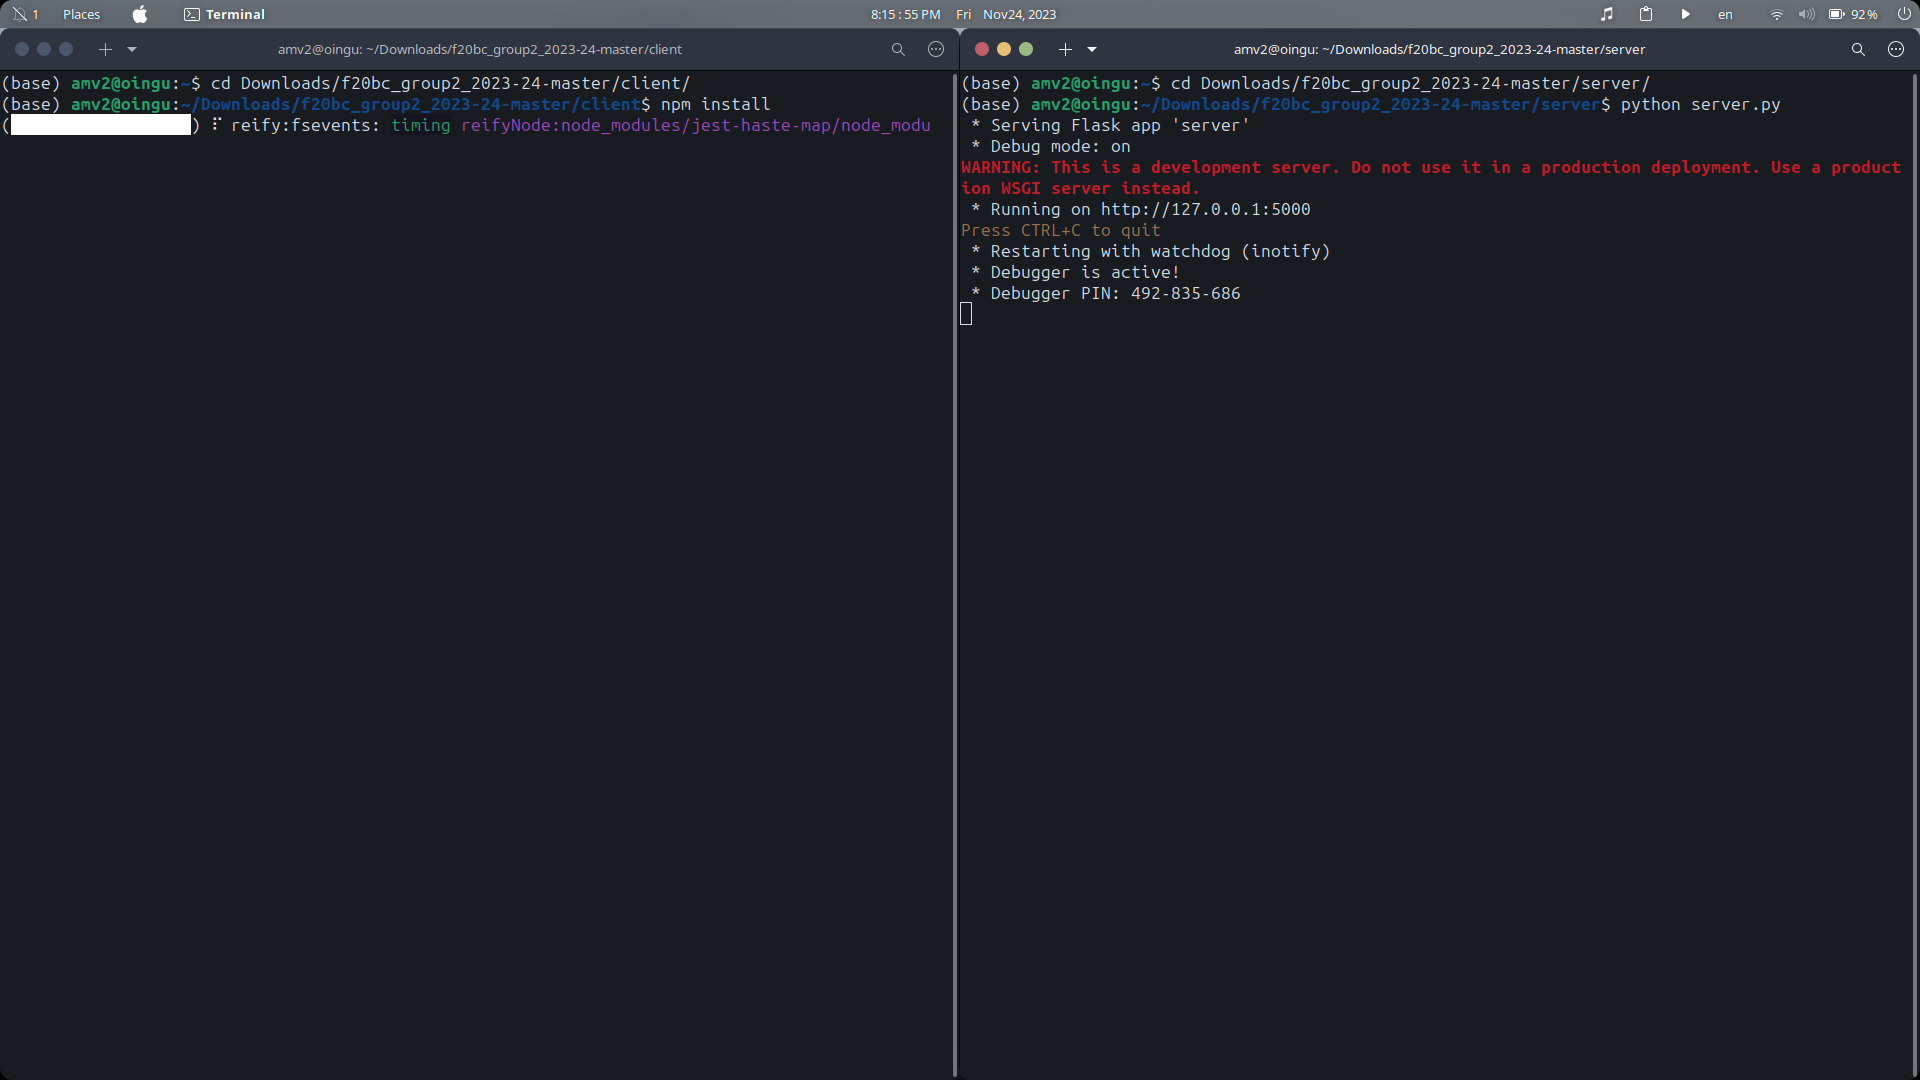 1 Places Terminal 8:15:55 PM Fri Nov24, 2023 en 92%
amv2@oingu: ~/Downloads/f20bc_group2_2023-24-master/client
(base) amv2@oingu:~$ cd Downloads/f20bc_group2_2023-24-master/client/
(base) amv2@oingu:~/Downloads/f20bc_group2_2023-24-master/client$ npm install
( ) ⠏ reify:fsevents: timing reifyNode:node_modules/jest-haste-map/node_modu
amv2@oingu: ~/Downloads/f20bc_group2_2023-24-master/server
(base) amv2@oingu:~$ cd Downloads/f20bc_group2_2023-24-master/server/
(base) amv2@oingu:~/Downloads/f20bc_group2_2023-24-master/server$ python server.py
 * Serving Flask app 'server'
 * Debug mode: on
WARNING: This is a development server. Do not use it in a production deployment. Use a product
ion WSGI server instead.
 * Running on http://127.0.0.1:5000
Press CTRL+C to quit
 * Restarting with watchdog (inotify)
 * Debugger is active!
 * Debugger PIN: 492-835-686